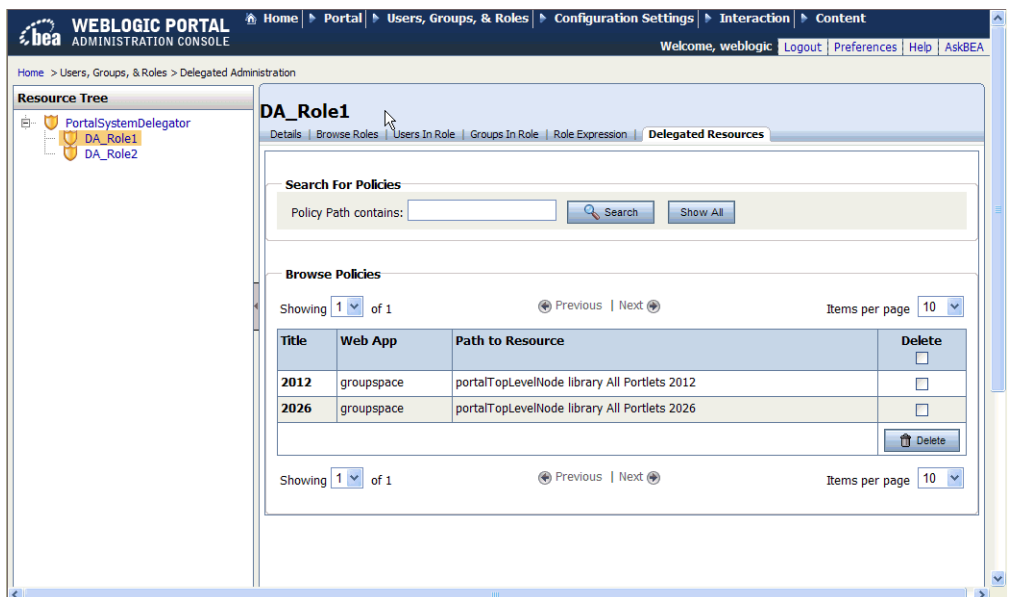 bea WEBLOGIC PORTAL
ADMINISTRATION CONSOLE
Home | Portal | Users, Groups, & Roles | Configuration Settings | Interaction | Content
Welcome, weblogic Logout | Preferences | Help | AskBEA
Home > Users, Groups, & Roles > Delegated Administration
Resource Tree
PortalSystemDelegator
DA_Role1
DA_Role2
DA_Role1
Details | Browse Roles | Users In Role | Groups In Role | Role Expression | Delegated Resources
Search For Policies
Policy Path contains: Search Show All
Browse Policies
Showing 1 of 1 Previous | Next Items per page 10
Title Web App Path to Resource Delete
2012 groupspace portalTopLevelNode library All Portlets 2012
2026 groupspace portalTopLevelNode library All Portlets 2026
Delete
Showing 1 of 1 Previous | Next Items per page 10